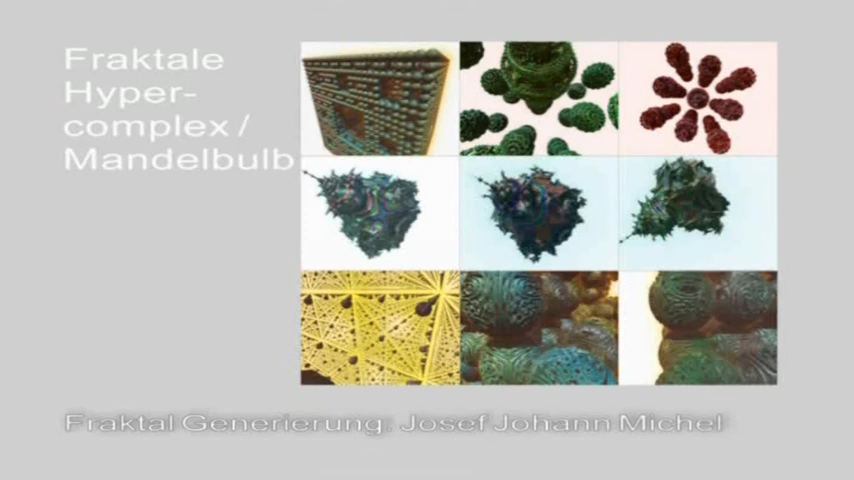 Fraktale
Hyper-
complex /
Mandelbulb
Fraktal Generierung: Josef Johann Michel